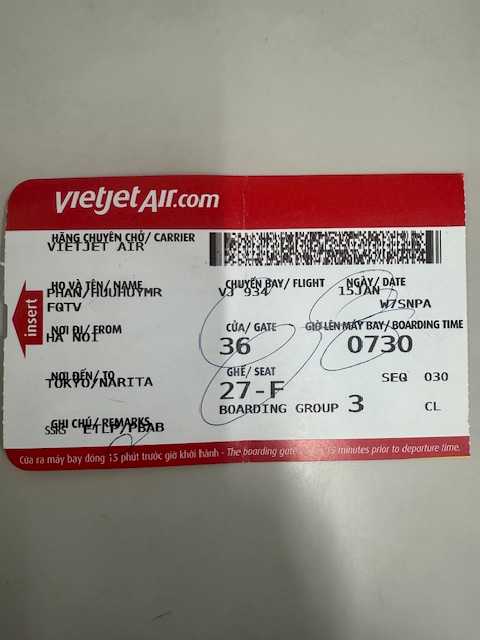 vietjetAir.com
HÃNG CHUYÊN CHỞ/ CARRIER
VIETJET AIR
HỌ VÀ TÊN/ NAME
PHAN/HUUHUYMR
FQTV
CHUYẾN BAY/ FLIGHT
VJ 934
NGÀY/ DATE
15JAN
W7SNPA
NƠI ĐI/ FROM
HA NOI
CỬA/ GATE
36
GIỜ LÊN MÁY BAY/ BOARDING TIME
0730
NƠI ĐẾN/ TO
TOKYO/NARITA
GHẾ/ SEAT
27-F
SEQ 030
BOARDING GROUP 3
CL
GHI CHÚ/ REMARKS
SSRS
insert
Cửa ra máy bay đóng 15 phút trước giờ khởi hành - The boarding gate 15 minutes prior to departure time.